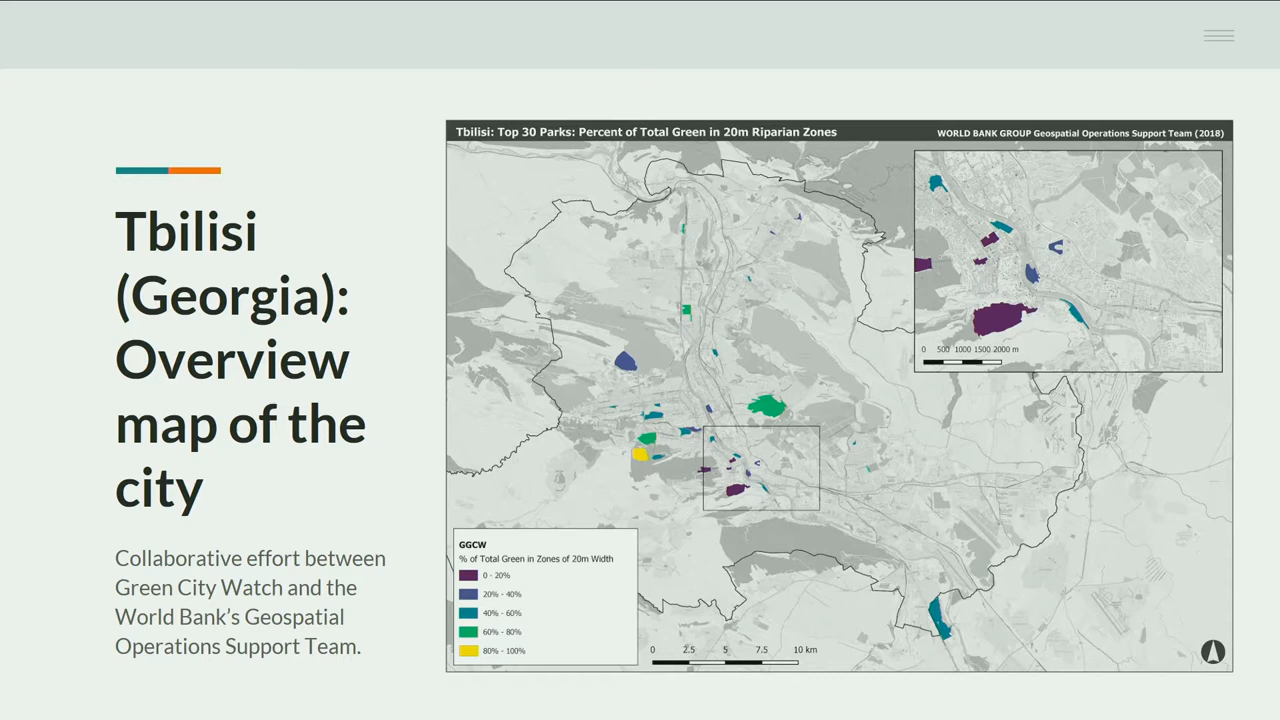 Tbilisi
(Georgia):
Overview
map of the
city
Collaborative effort between
Green City Watch and the
World Bank's Geospatial
Operations Support Team.
Tbilisi: Top 30 Parks: Percent of Total Green in 20m Riparian Zones
WORLD BANK GROUP Geospatial Operations Support Team (2018)
0 500 1000 1500 2000 m
GGCW
% of Total Green in Zones of 20m Width
0 - 20%
20% - 40%
40% - 60%
60% - 80%
80% - 100%
0 2.5 5 7.5 10 km